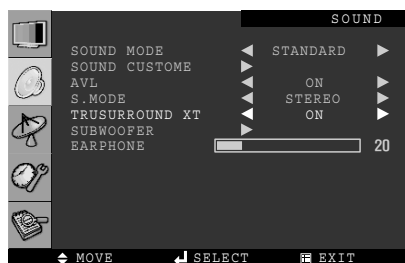 SOUND
SOUND MODE STANDARD
SOUND CUSTOME
AVL ON
S.MODE STEREO
TRUSURROUND XT ON
SUBWOOFER
EARPHONE 20
MOVE SELECT EXIT